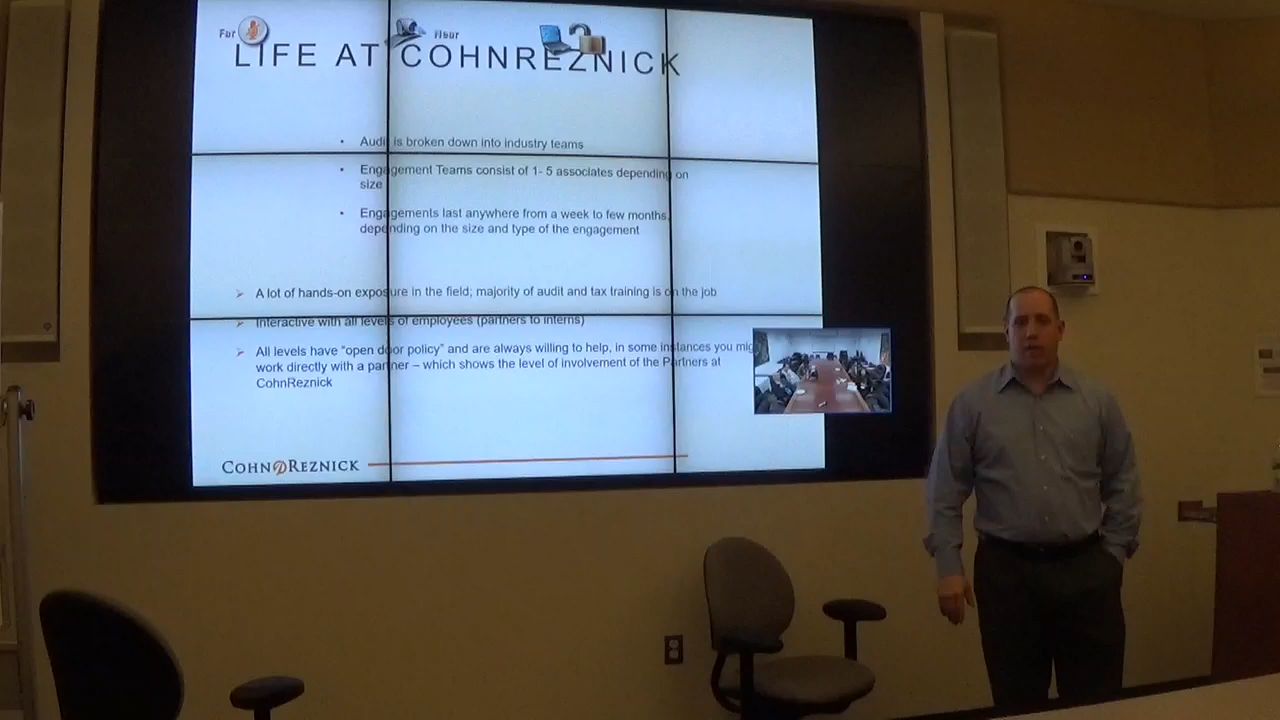 Far
Near
LIFE AT COHNREZNICK
• Audit is broken down into industry teams
• Engagement Teams consist of 1- 5 associates depending on
size
• Engagements last anywhere from a week to few months,
depending on the size and type of the engagement
➢ A lot of hands-on exposure in the field; majority of audit and tax training is on the job
➢ Interactive with all levels of employees (partners to interns)
➢ All levels have “open door policy” and are always willing to help, in some instances you mig
work directly with a partner – which shows the level of involvement of the Partners at
CohnReznick
COHNREZNICK